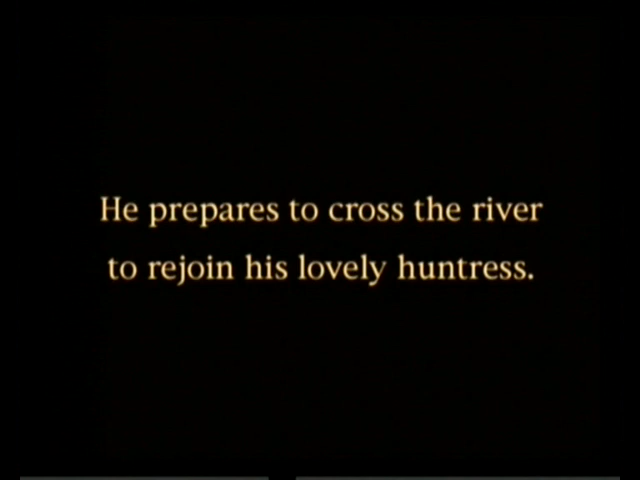 He prepares to cross the river
to rejoin his lovely huntress.